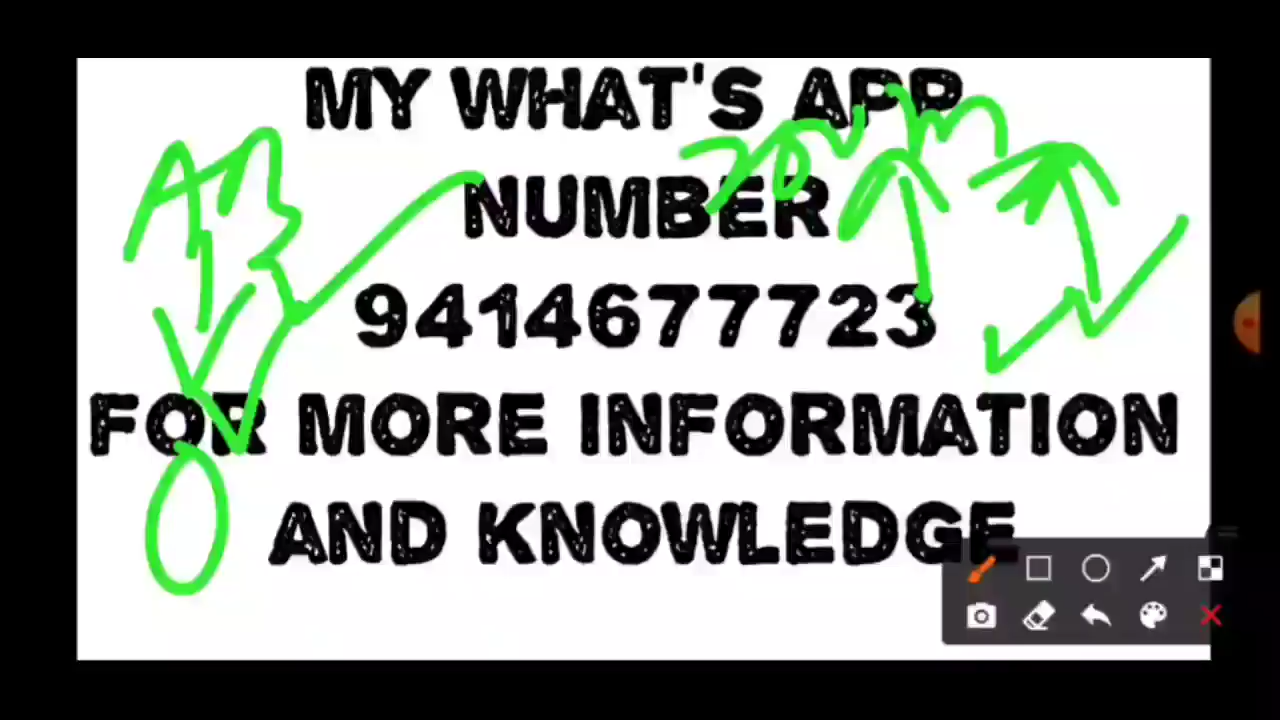 MY WHAT'S APP
NUMBER
9414677723
FOR MORE INFORMATION
AND KNOWLEDGE